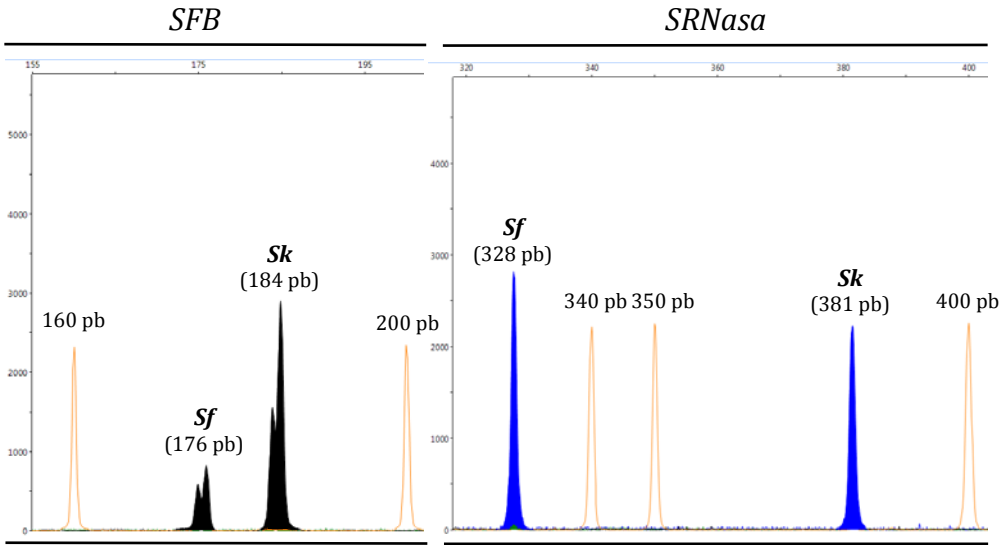 SFB
155 175 195
5000
4000
3000
2000
1000
0
160 pb
Sf
(176 pb)
Sk
(184 pb)
200 pb
SRNasa
320 340 360 380 400
4000
3000
2000
1000
0
Sf
(328 pb)
340 pb 350 pb
Sk
(381 pb)
400 pb